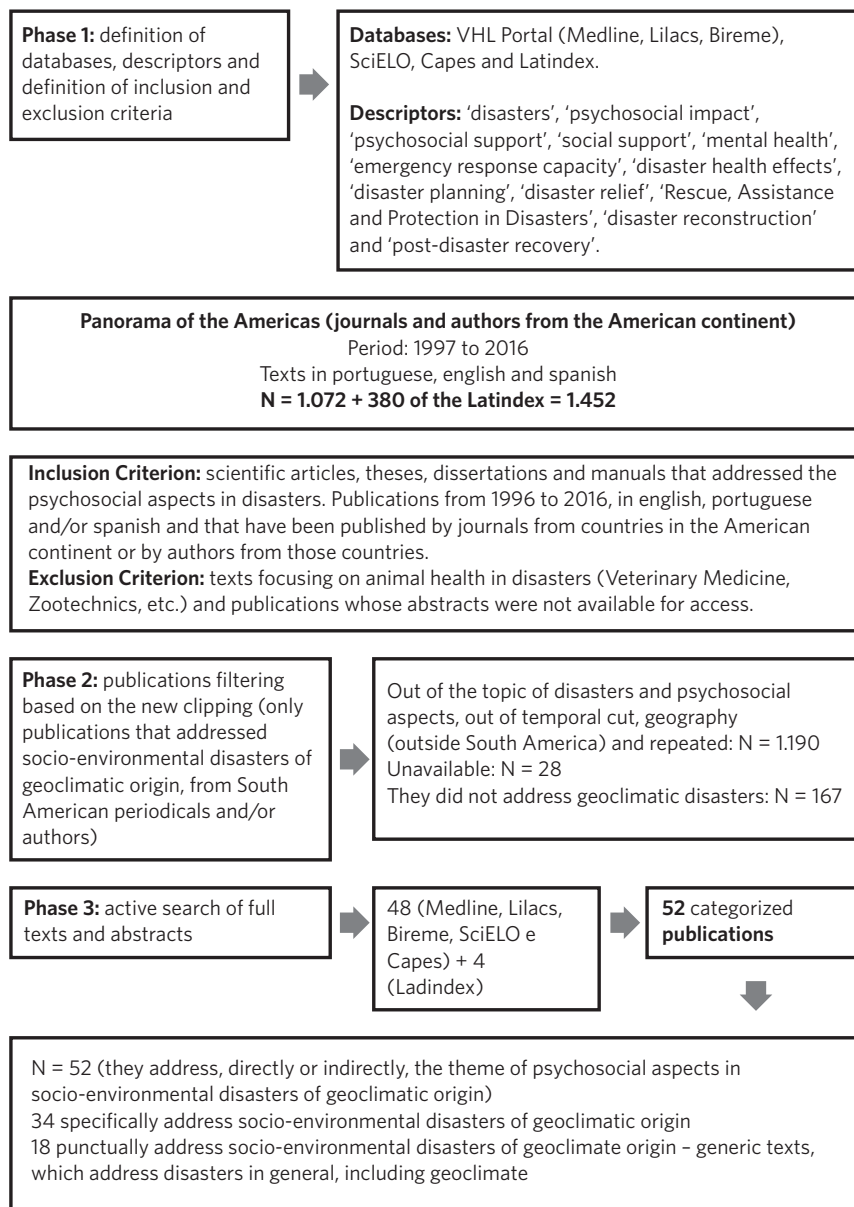 Phase 1: definition of
databases, descriptors and
definition of inclusion and
exclusion criteria
Databases: VHL Portal (Medline, Lilacs, Bireme),
SciELO, Capes and Latindex.
Descriptors: ‘disasters’, ‘psychosocial impact’,
‘psychosocial support’, ‘social support’, ‘mental health’,
‘emergency response capacity’, ‘disaster health effects’,
‘disaster planning’, ‘disaster relief’, ‘Rescue, Assistance
and Protection in Disasters’, ‘disaster reconstruction’
and ‘post-disaster recovery’.
Panorama of the Americas (journals and authors from the American continent)
Period: 1997 to 2016
Texts in portuguese, english and spanish
N = 1.072 + 380 of the Latindex = 1.452
Inclusion Criterion: scientific articles, theses, dissertations and manuals that addressed the
psychosocial aspects in disasters. Publications from 1996 to 2016, in english, portuguese
and/or spanish and that have been published by journals from countries in the American
continent or by authors from those countries.
Exclusion Criterion: texts focusing on animal health in disasters (Veterinary Medicine,
Zootechnics, etc.) and publications whose abstracts were not available for access.
Phase 2: publications filtering
based on the new clipping (only
publications that addressed
socio-environmental disasters of
geoclimatic origin, from South
American periodicals and/or
authors)
Out of the topic of disasters and psychosocial
aspects, out of temporal cut, geography
(outside South America) and repeated: N = 1.190
Unavailable: N = 28
They did not address geoclimatic disasters: N = 167
Phase 3: active search of full
texts and abstracts
48 (Medline, Lilacs,
Bireme, SciELO e
Capes) + 4
(Ladindex)
52 categorized
publications
N = 52 (they address, directly or indirectly, the theme of psychosocial aspects in
socio-environmental disasters of geoclimatic origin)
34 specifically address socio-environmental disasters of geoclimatic origin
18 punctually address socio-environmental disasters of geoclimate origin – generic texts,
which address disasters in general, including geoclimate